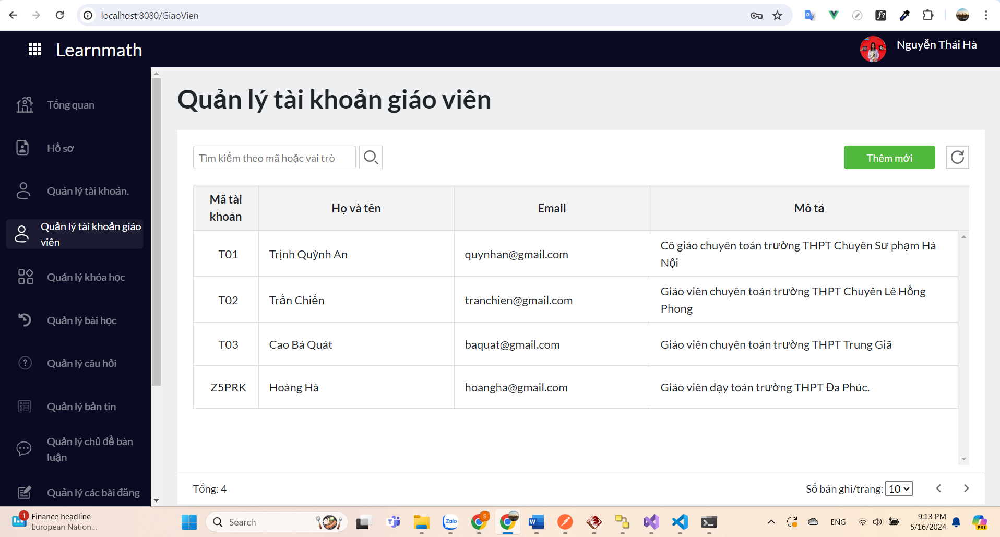 localhost:8080/GiaoVien
Learnmath
Nguyễn Thái Hà
Tổng quan
Hồ sơ
Quản lý tài khoản.
Quản lý tài khoản giáo
viên
Quản lý khóa học
Quản lý bài học
Quản lý câu hỏi
Quản lý bản tin
Quản lý chủ đề bàn
luận
Quản lý các bài đăng
Quản lý tài khoản giáo viên
Tìm kiếm theo mã hoặc vai trò
Thêm mới
Mã tài
khoản
Họ và tên
Email
Mô tả
T01
Trịnh Quỳnh An
quynhan@gmail.com
Cô giáo chuyên toán trường THPT Chuyên Sư phạm Hà
Nội
T02
Trần Chiến
tranchien@gmail.com
Giáo viên chuyên toán trường THPT Chuyên Lê Hồng
Phong
T03
Cao Bá Quát
baquat@gmail.com
Giáo viên chuyên toán trường THPT Trung Giã
Z5PRK
Hoàng Hà
hoangha@gmail.com
Giáo viên dạy toán trường THPT Đa Phúc.
Tổng: 4
Số bản ghi/trang: 10
1
Finance headline
European Nation...
Search
Zalo
S
W
ENG
9:13 PM
5/16/2024
PRE